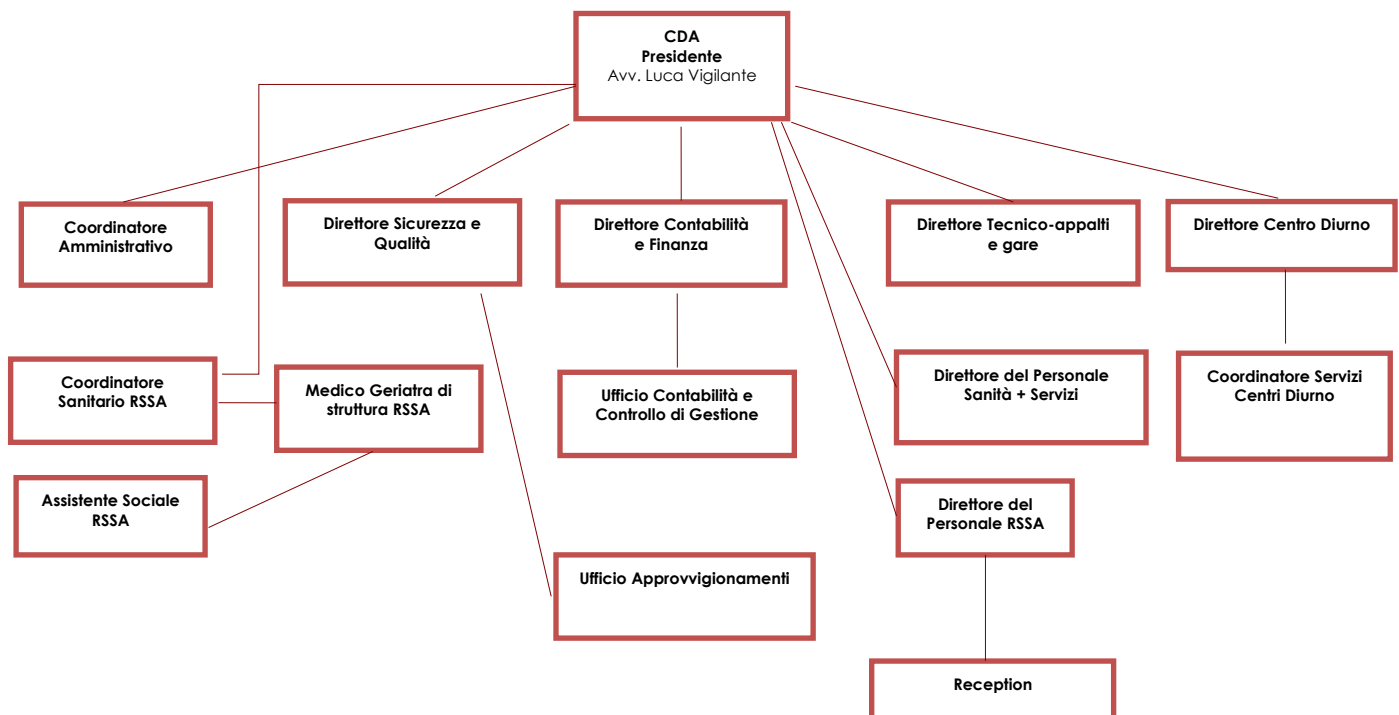 CDA
Presidente
Avv. Luca Vigilante
Coordinatore
Amministrativo
Direttore Sicurezza e
Qualità
Direttore Contabilità
e Finanza
Direttore Tecnico-appalti
e gare
Direttore Centro Diurno
Coordinatore
Sanitario RSSA
Medico Geriatra di
struttura RSSA
Ufficio Contabilità e
Controllo di Gestione
Direttore del Personale
Sanità + Servizi
Coordinatore Servizi
Centri Diurno
Assistente Sociale
RSSA
Direttore del
Personale RSSA
Ufficio Approvvigionamenti
Reception